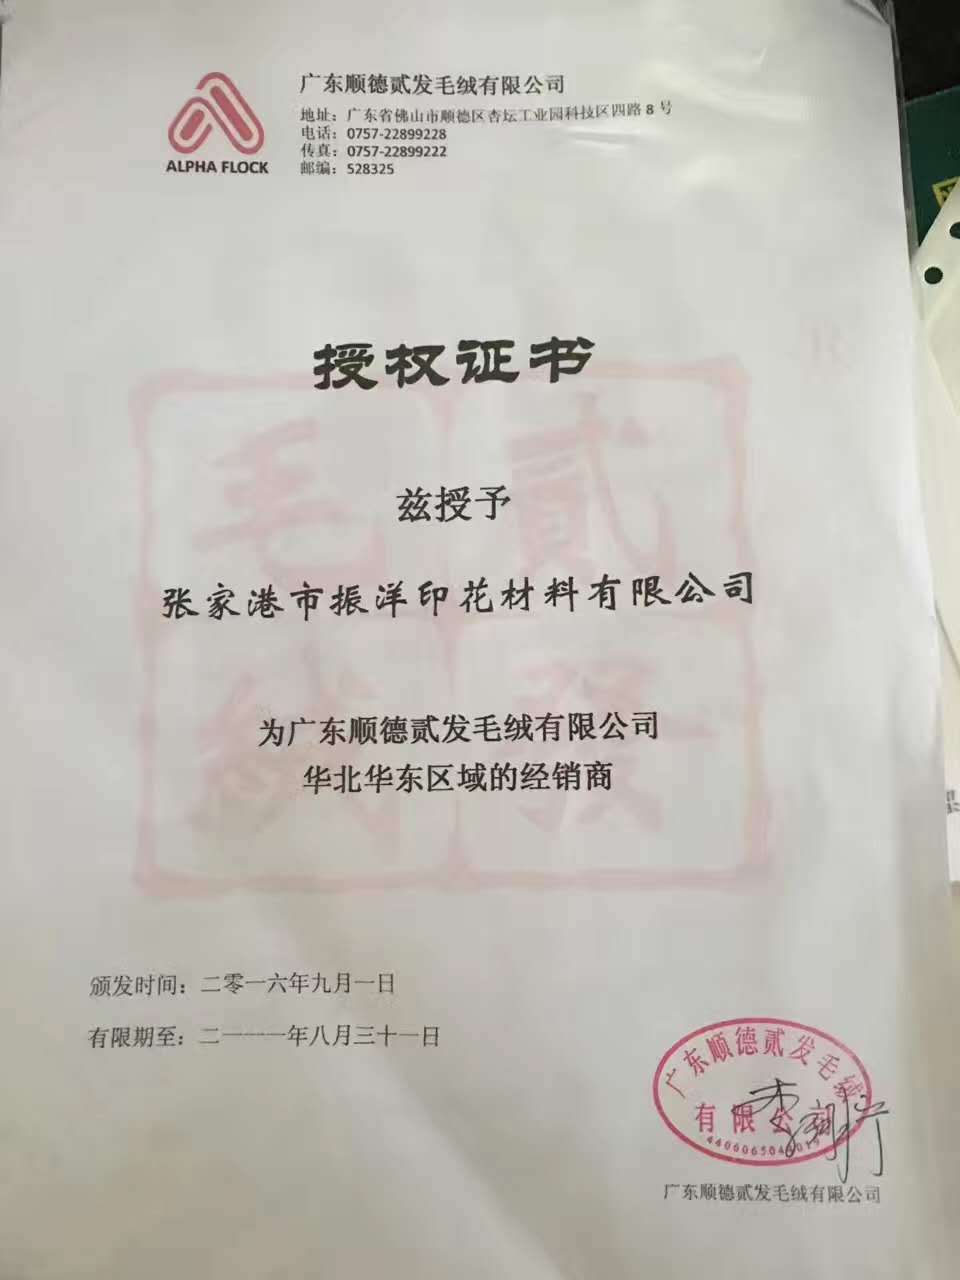 广东顺德贰发毛绒有限公司
地址：广东省佛山市顺德区杏坛工业园科技区四路 8 号
电话：0757-22899228
传真：0757-22899222
邮编：528325
ALPHA FLOCK
授权证书
兹授予
张家港市振洋印花材料有限公司
为广东顺德贰发毛绒有限公司
华北华东区域的经销商
毛 貳
絨 發
颁发时间：二零一六年九月一日
有限期至：二一一一年八月三十一日
广东顺德贰发毛绒
有限公司
广东顺德贰发毛绒有限公司